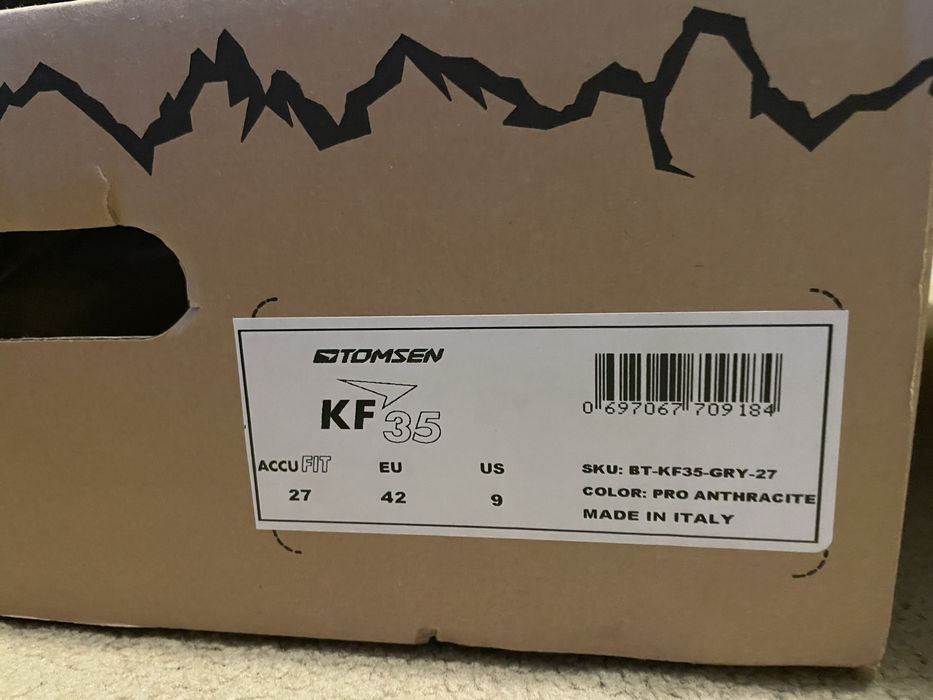 TOMSEN
KF 35
ACCU FIT EU US
27 42 9
0 697067 709184
SKU: BT-KF35-GRY-27
COLOR: PRO ANTHRACITE
MADE IN ITALY